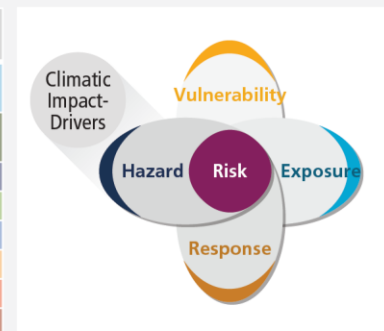 Climatic
Impact-
Drivers
Vulnerability
Hazard
Risk
Exposure
Response